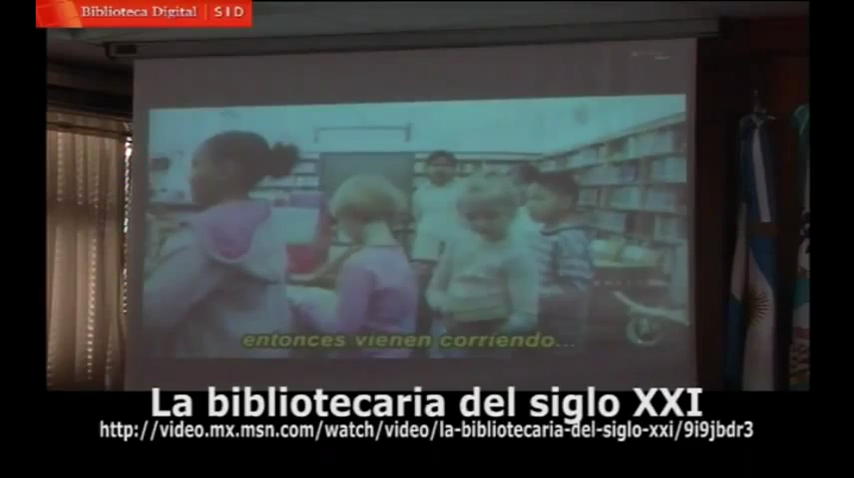 Biblioteca Digital | SID
entonces vienen corriendo...
La bibliotecaria del siglo XXI
http://video.mx.msn.com/watch/video/la-bibliotecaria-del-siglo-xxi/9i9jbdr3